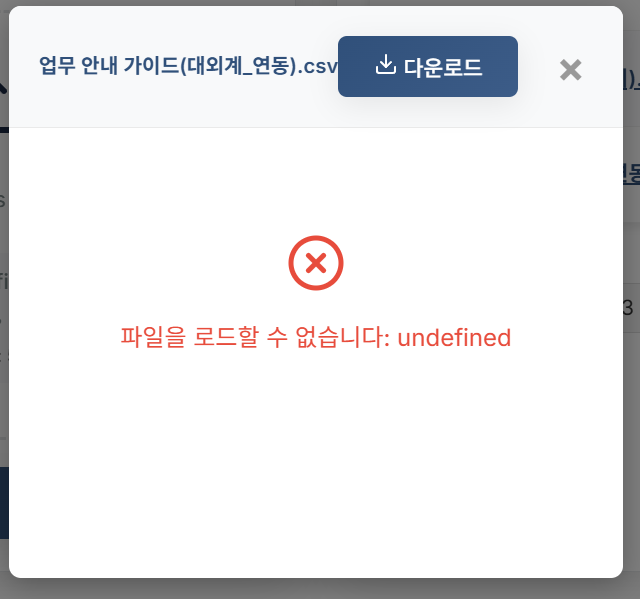 업무 안내 가이드(대외계_연동).csv
다운로드
파일을 로드할 수 없습니다: undefined
3